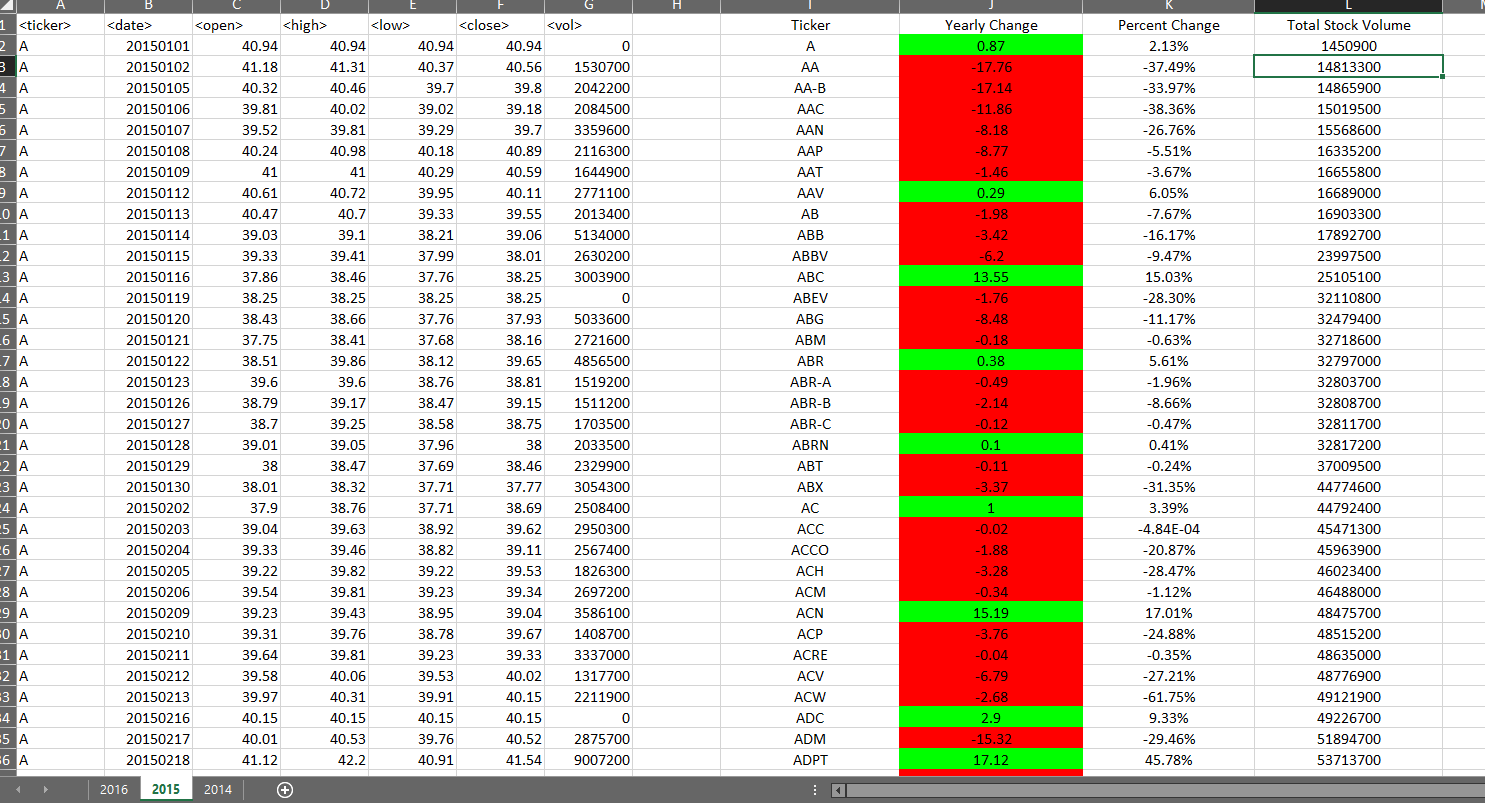 A B C D E F G H I J K L M
1 <ticker> <date> <open> <high> <low> <close> <vol> Ticker Yearly Change Percent Change Total Stock Volume
2 A 20150101 40.94 40.94 40.94 40.94 0 A 0.87 2.13% 1450900
3 A 20150102 41.18 41.31 40.37 40.56 1530700 AA -17.76 -37.49% 14813300
4 A 20150105 40.32 40.46 39.7 39.8 2042200 AA-B -17.14 -33.97% 14865900
5 A 20150106 39.81 40.02 39.02 39.18 2084500 AAC -11.86 -38.36% 15019500
6 A 20150107 39.52 39.81 39.29 39.7 3359600 AAN -8.18 -26.76% 15568600
7 A 20150108 40.24 40.98 40.18 40.89 2116300 AAP -8.77 -5.51% 16335200
8 A 20150109 41 41 40.29 40.59 1644900 AAT -1.46 -3.67% 16655800
9 A 20150112 40.61 40.72 39.95 40.11 2771100 AAV 0.29 6.05% 16689000
0 A 20150113 40.47 40.7 39.33 39.55 2013400 AB -1.98 -7.67% 16903300
1 A 20150114 39.03 39.1 38.21 39.06 5134000 ABB -3.42 -16.17% 17892700
2 A 20150115 39.33 39.41 37.99 38.01 2630200 ABBV -6.2 -9.47% 23997500
3 A 20150116 37.86 38.46 37.76 38.25 3003900 ABC 13.55 15.03% 25105100
4 A 20150119 38.25 38.25 38.25 38.25 0 ABEV -1.76 -28.30% 32110800
5 A 20150120 38.43 38.66 37.76 37.93 5033600 ABG -8.48 -11.17% 32479400
6 A 20150121 37.75 38.41 37.68 38.16 2721600 ABM -0.18 -0.63% 32718600
7 A 20150122 38.51 39.86 38.12 39.65 4856500 ABR 0.38 5.61% 32797000
8 A 20150123 39.6 39.6 38.76 38.81 1519200 ABR-A -0.49 -1.96% 32803700
9 A 20150126 38.79 39.17 38.47 39.15 1511200 ABR-B -2.14 -8.66% 32808700
20 A 20150127 38.7 39.25 38.58 38.75 1703500 ABR-C -0.12 -0.47% 32811700
21 A 20150128 39.01 39.05 37.96 38 2033500 ABRN 0.1 0.41% 32817200
22 A 20150129 38 38.47 37.69 38.46 2329900 ABT -0.11 -0.24% 37009500
23 A 20150130 38.01 38.32 37.71 37.77 3054300 ABX -3.37 -31.35% 44774600
24 A 20150202 37.9 38.76 37.71 38.69 2508400 AC 1 3.39% 44792400
25 A 20150203 39.04 39.63 38.92 39.62 2950300 ACC -0.02 -4.84E-04 45471300
26 A 20150204 39.33 39.46 38.82 39.11 2567400 ACCO -1.88 -20.87% 45963900
27 A 20150205 39.22 39.82 39.22 39.53 1826300 ACH -3.28 -28.47% 46023400
28 A 20150206 39.54 39.81 39.23 39.34 2697200 ACM -0.34 -1.12% 46488000
29 A 20150209 39.23 39.43 38.95 39.04 3586100 ACN 15.19 17.01% 48475700
30 A 20150210 39.31 39.76 38.78 39.67 1408700 ACP -3.76 -24.88% 48515200
31 A 20150211 39.64 39.81 39.23 39.33 3337000 ACRE -0.04 -0.35% 48635000
32 A 20150212 39.58 40.06 39.53 40.02 1317700 ACV -6.79 -27.21% 48776900
33 A 20150213 39.97 40.31 39.91 40.15 2211900 ACW -2.68 -61.75% 49121900
34 A 20150216 40.15 40.15 40.15 40.15 0 ADC 2.9 9.33% 49226700
35 A 20150217 40.01 40.53 39.76 40.52 2875700 ADM -15.32 -29.46% 51894700
36 A 20150218 41.12 42.2 40.91 41.54 9007200 ADPT 17.12 45.78% 53713700
2016 2015 2014